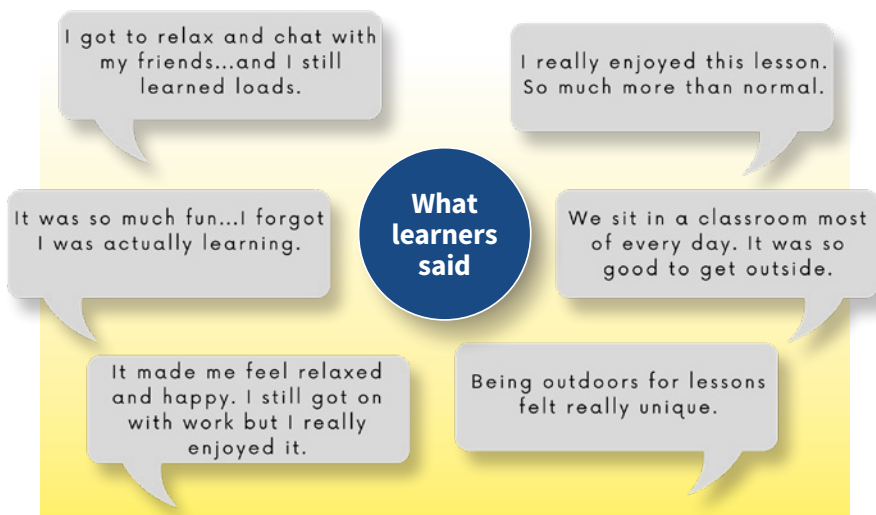 I got to relax and chat with
my friends...and I still
learned loads.
I really enjoyed this lesson.
So much more than normal.
What
learners
said
It was so much fun...I forgot
I was actually learning.
We sit in a classroom most
of every day. It was so
good to get outside.
It made me feel relaxed
and happy. I still got on
with work but I really
enjoyed it.
Being outdoors for lessons
felt really unique.